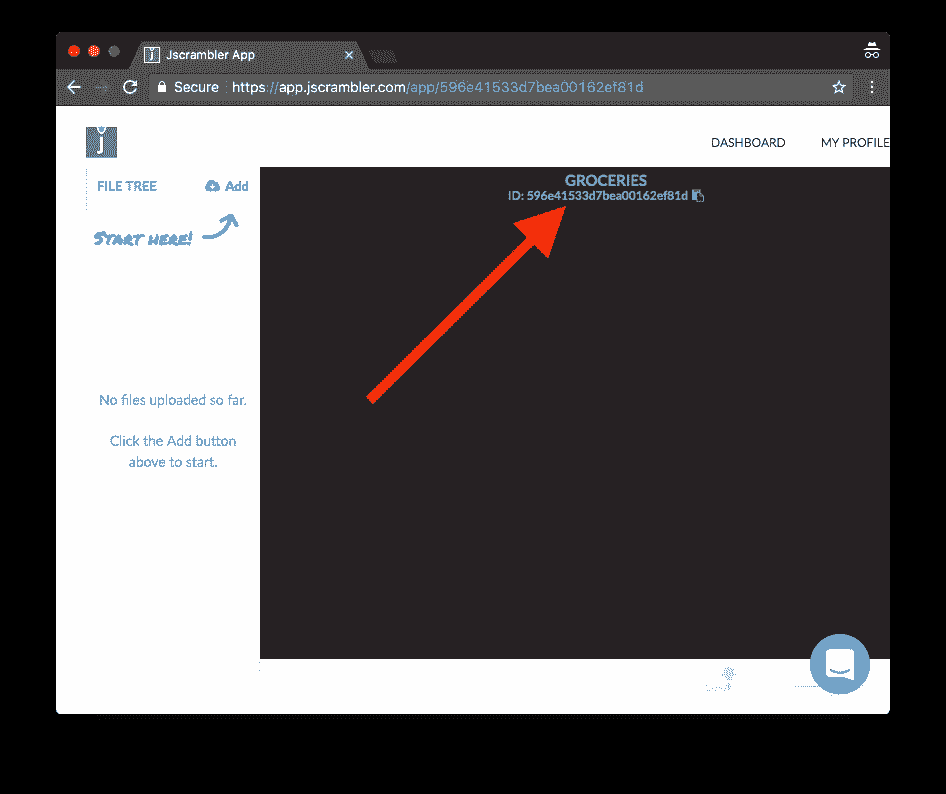 Jscrambler App
Secure https://app.jscrambler.com/app/596e41533d7bea00162ef81d
j
DASHBOARD MY PROFILE
FILE TREE Add
GROCERIES
ID: 596e41533d7bea00162ef81d
START HERE!
No files uploaded so far.
Click the Add button
above to start.